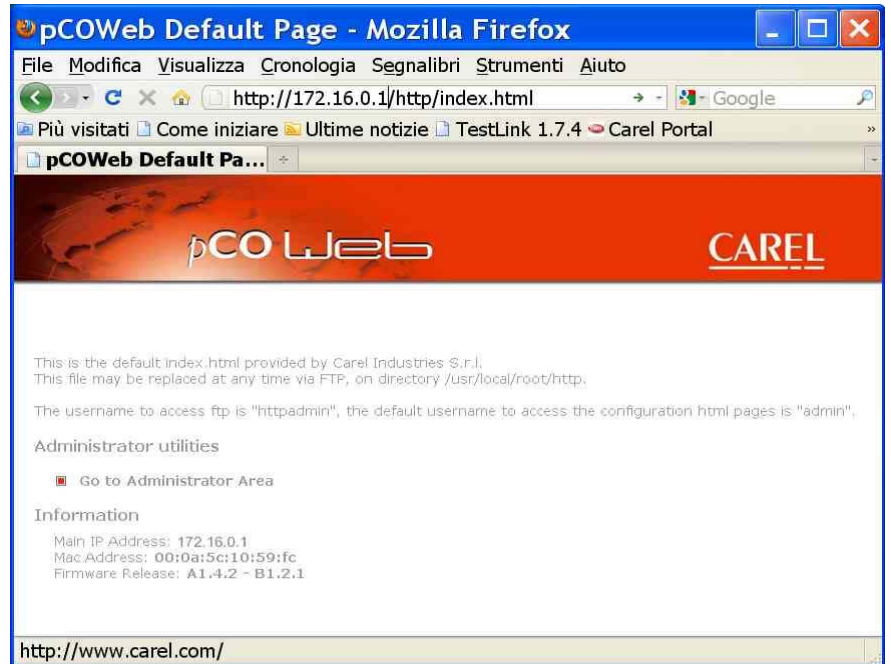 pCOWeb Default Page - Mozilla Firefox
File Modifica Visualizza Cronologia Segnalibri Strumenti Aiuto
http://172.16.0.1/http/index.html Google
Più visitati Come iniziare Ultime notizie TestLink 1.7.4 Carel Portal »
pCOWeb Default Pa...
pCO Web CAREL
This is the default index.html provided by Carel Industries S.r.l.
This file may be replaced at any time via FTP, on directory /usr/local/root/http.
The username to access ftp is "httpadmin", the default username to access the configuration html pages is "admin".
Administrator utilities
Go to Administrator Area
Information
Main IP Address: 172.16.0.1
Mac Address: 00:0a:5c:10:59:fc
Firmware Release: A1.4.2 - B1.2.1
http://www.carel.com/